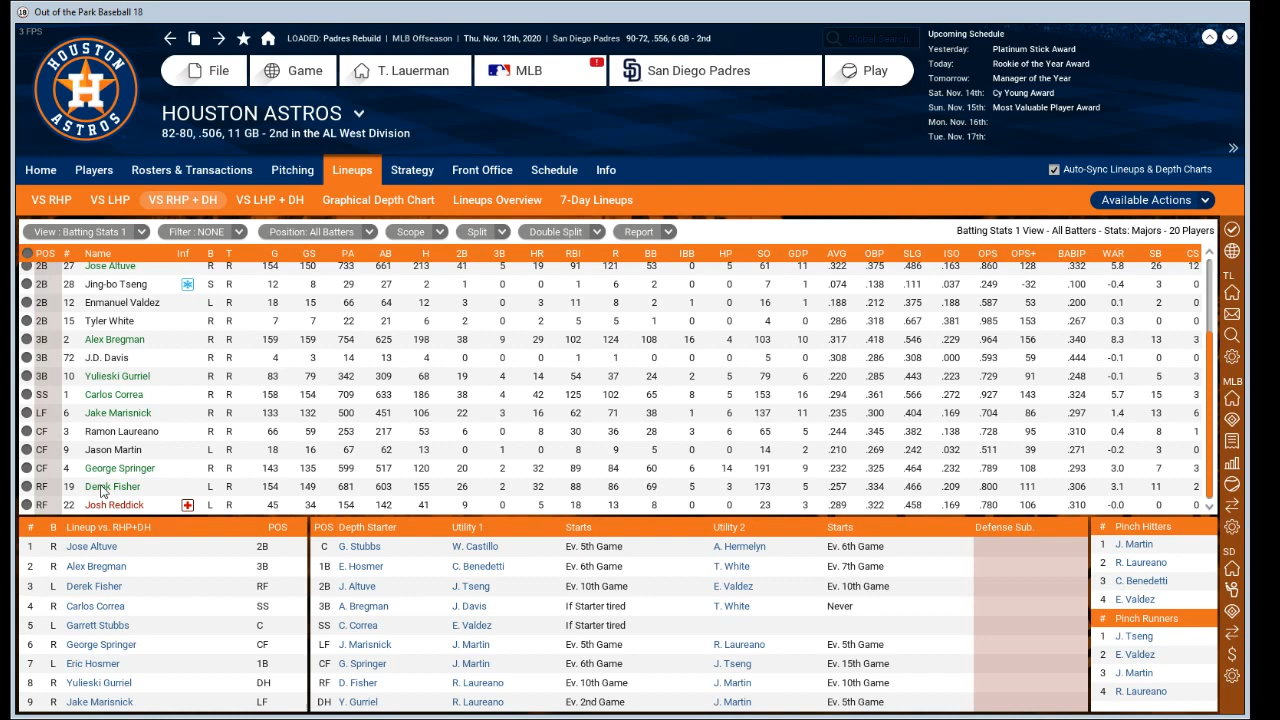 18 Out of the Park Baseball 18
3 FPS
HOUSTON ASTROS
LOADED: Padres Rebuild | MLB Offseason | Thu. Nov. 12th, 2020 | San Diego Padres 90-72, .556, 6 GB - 2nd
File Game T. Lauerman MLB ! San Diego Padres Play
HOUSTON ASTROS
82-80, .506, 11 GB - 2nd in the AL West Division
Upcoming Schedule
Yesterday: Platinum Stick Award
Today: Rookie of the Year Award
Tomorrow: Manager of the Year
Sat. Nov. 14th: Cy Young Award
Sun. Nov. 15th: Most Valuable Player Award
Mon. Nov. 16th:
Tue. Nov. 17th:
Home Players Rosters & Transactions Pitching Lineups Strategy Front Office Schedule Info
Auto-Sync Lineups & Depth Charts
VS RHP VS LHP VS RHP + DH VS LHP + DH Graphical Depth Chart Lineups Overview 7-Day Lineups Available Actions
View : Batting Stats 1 Filter : NONE Position: All Batters Scope Split Double Split Report
Batting Stats 1 View - All Batters - Stats: Majors - 20 Players
POS # Name Inf B T G GS PA AB H 2B 3B HR RBI R BB IBB HP SO GDP AVG OBP SLG ISO OPS OPS+ BABIP WAR SB CS
2B 27 Jose Altuve R R 154 150 733 661 213 41 5 19 91 121 53 0 5 61 11 .322 .375 .486 .163 .860 128 .332 5.8 26 12
2B 28 Jing-bo Tseng S R 12 8 29 27 2 1 0 0 1 6 2 0 0 7 1 .074 .138 .111 .037 .249 -32 .100 -0.4 3 0
2B 12 Enmanuel Valdez L R 18 15 66 64 12 3 0 3 11 8 2 1 0 16 1 .188 .212 .375 .188 .587 53 .200 0.1 2 0
2B 15 Tyler White R R 7 7 22 21 6 2 0 2 5 5 1 0 0 4 0 .286 .318 .667 .381 .985 153 .267 0.3 0 0
3B 2 Alex Bregman R R 159 159 754 625 198 38 9 29 102 124 108 16 4 103 10 .317 .418 .546 .229 .964 156 .340 8.3 13 3
3B 72 J.D. Davis R R 4 3 14 13 4 0 0 0 1 1 0 0 0 5 0 .308 .286 .308 .000 .593 59 .444 -0.1 0 0
3B 10 Yulieski Gurriel R R 83 79 342 309 68 19 4 14 54 37 24 2 5 80 9 .220 .285 .443 .223 .729 91 .248 -0.1 5 3
SS 1 Carlos Correa R R 158 154 709 633 186 38 4 42 125 102 65 8 5 153 16 .294 .361 .566 .272 .927 143 .324 5.7 15 3
LF 6 Jake Marisnick R R 133 132 500 451 106 22 3 16 62 71 38 1 6 137 11 .235 .300 .404 .169 .704 86 .297 1.4 13 6
CF 3 Ramon Laureano R R 66 59 253 217 53 6 0 8 30 36 28 3 6 65 5 .244 .345 .382 .138 .728 95 .310 0.4 8 1
CF 9 Jason Martin L R 18 16 67 62 13 0 1 2 8 6 4 0 0 14 2 .210 .269 .242 .032 .511 39 .271 -0.2 4 0
CF 4 George Springer R R 143 135 599 517 120 20 2 32 89 84 60 6 14 191 9 .232 .325 .464 .232 .789 108 .293 3.0 7 3
RF 19 Derek Fisher L R 154 149 681 603 155 26 2 32 88 86 69 5 3 173 5 .257 .334 .466 .209 .800 111 .306 3.1 11 2
RF 22 Josh Reddick L R 45 34 154 142 41 9 0 5 18 13 8 0 0 23 3 .289 .322 .458 .169 .780 105 .310 -0.0 0 0
# B Lineup vs. RHP+DH POS
1 R Jose Altuve 2B
2 R Alex Bregman 3B
3 L Derek Fisher RF
4 R Carlos Correa SS
5 L Garrett Stubbs C
6 R George Springer CF
7 L Eric Hosmer 1B
8 R Yulieski Gurriel DH
9 R Jake Marisnick LF
POS Depth Starter Utility 1 Starts Utility 2 Starts Defense Sub.
C G. Stubbs W. Castillo Ev. 5th Game A. Hermelyn Ev. 6th Game
1B E. Hosmer C. Benedetti Ev. 6th Game T. White Ev. 7th Game
2B J. Altuve J. Tseng Ev. 10th Game E. Valdez Ev. 10th Game
3B A. Bregman J. Davis If Starter tired T. White Never
SS C. Correa E. Valdez If Starter tired
LF J. Marisnick J. Martin Ev. 5th Game R. Laureano Ev. 5th Game
CF G. Springer J. Martin Ev. 6th Game J. Tseng Ev. 15th Game
RF D. Fisher R. Laureano Ev. 10th Game J. Martin Ev. 10th Game
DH Y. Gurriel R. Laureano Ev. 2nd Game J. Martin Ev. 5th Game
# Pinch Hitters
1 J. Martin
2 R. Laureano
3 C. Benedetti
4 E. Valdez
# Pinch Runners
1 J. Tseng
2 E. Valdez
3 J. Martin
4 R. Laureano
TL
MLB
SD